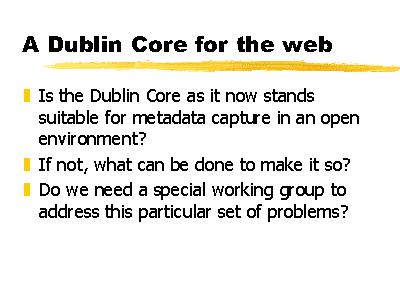 A Dublin Core for the web
Is the Dublin Core as it now stands
suitable for metadata capture in an open
environment?
If not, what can be done to make it so?
Do we need a special working group to
address this particular set of problems?